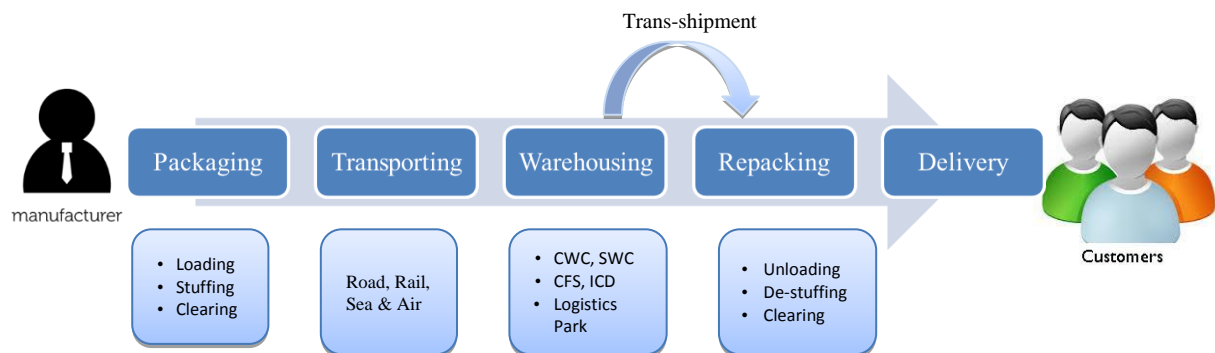 Trans-shipment
manufacturer
Packaging
Transporting
Warehousing
Repacking
Delivery
Customers
• Loading
• Stuffing
• Clearing
Road, Rail,
Sea & Air
• CWC, SWC
• CFS, ICD
• Logistics
Park
• Unloading
• De-stuffing
• Clearing